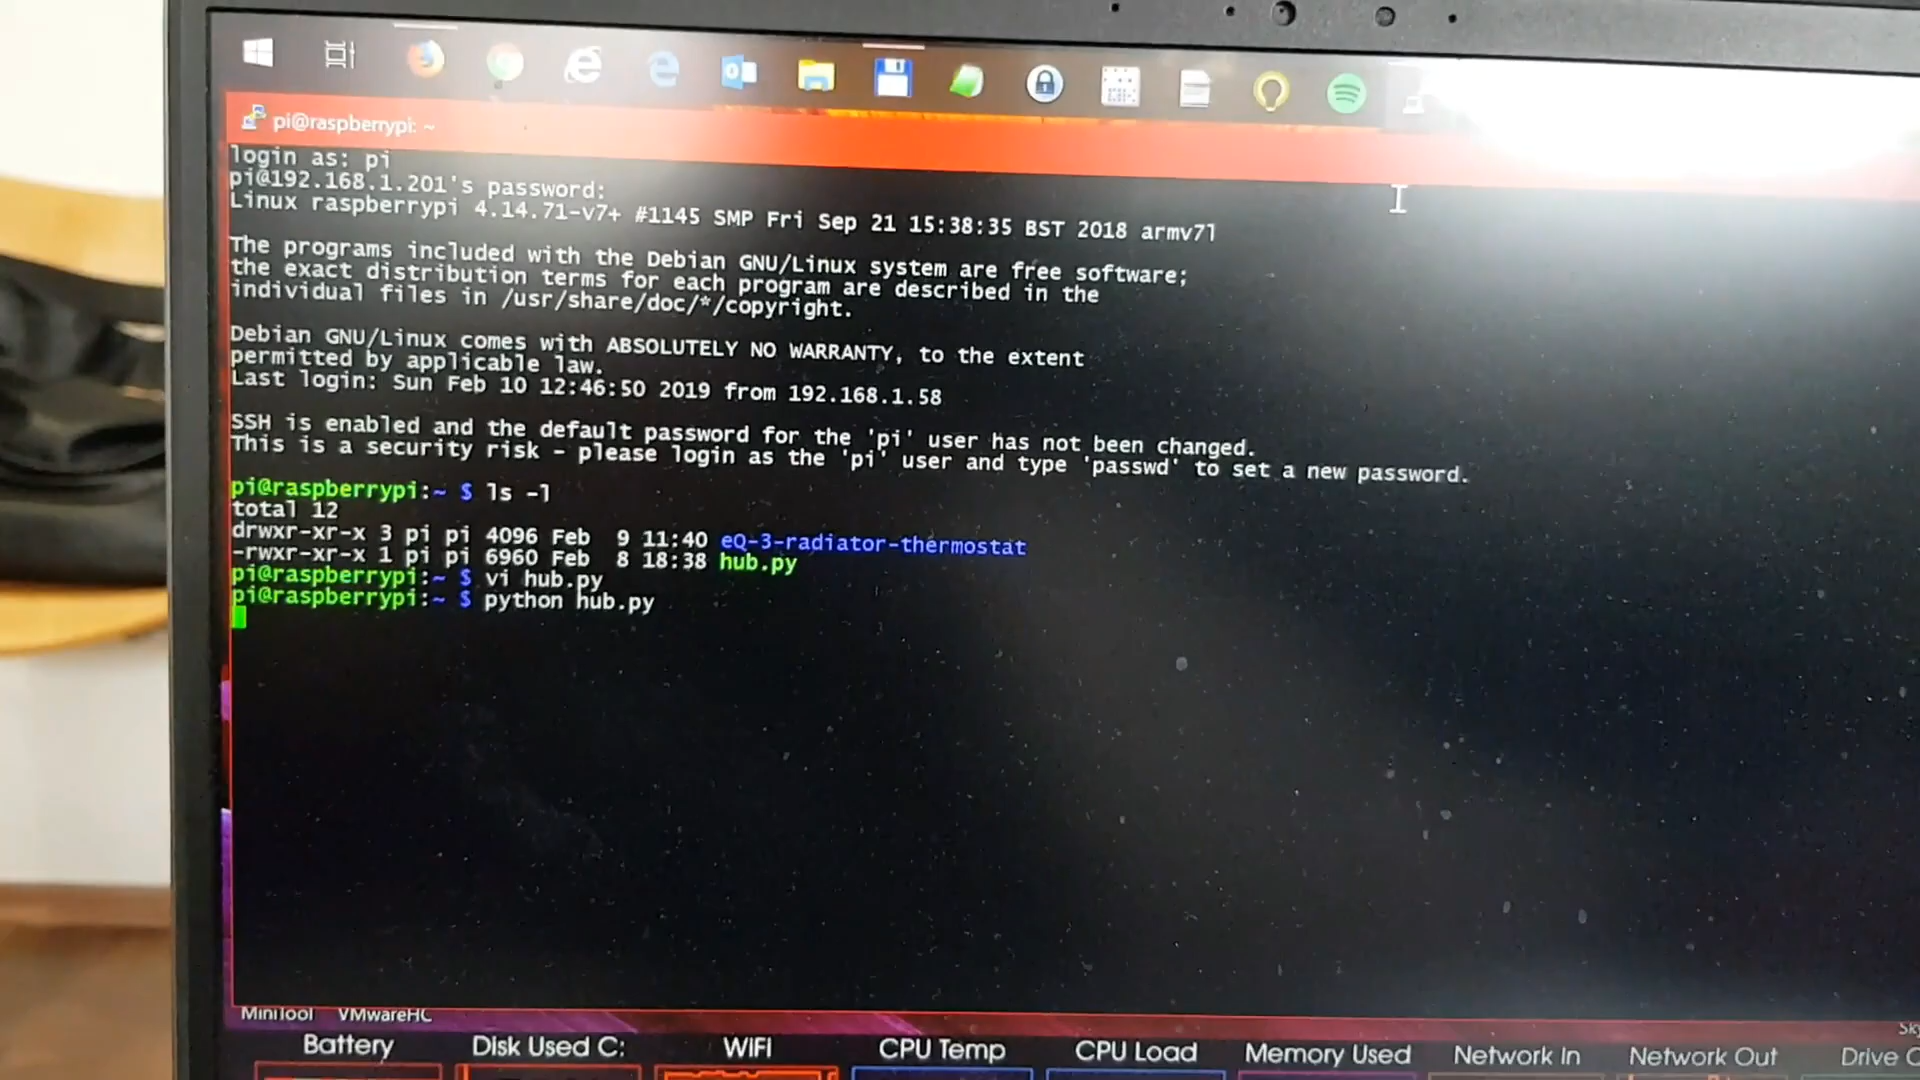 pi@raspberrypi: ~
login as: pi
pi@192.168.1.201's password:
Linux raspberrypi 4.14.71-v7+ #1145 SMP Fri Sep 21 15:38:35 BST 2018 armv7l
The programs included with the Debian GNU/Linux system are free software;
the exact distribution terms for each program are described in the
individual files in /usr/share/doc/*/copyright.
Debian GNU/Linux comes with ABSOLUTELY NO WARRANTY, to the extent
permitted by applicable law.
Last login: Sun Feb 10 12:46:50 2019 from 192.168.1.58
SSH is enabled and the default password for the 'pi' user has not been changed.
This is a security risk - please login as the 'pi' user and type 'passwd' to set a new password.
pi@raspberrypi:~ $ ls -l
total 12
drwxr-xr-x 3 pi pi 4096 Feb  9 11:40 eQ-3-radiator-thermostat
-rwxr-xr-x 1 pi pi 6960 Feb  8 18:38 hub.py
pi@raspberrypi:~ $ vi hub.py
pi@raspberrypi:~ $ python hub.py
MiniTool VMwareHC
Battery Disk Used C: WIFI CPU Temp CPU Load Memory Used Network In Network Out Drive